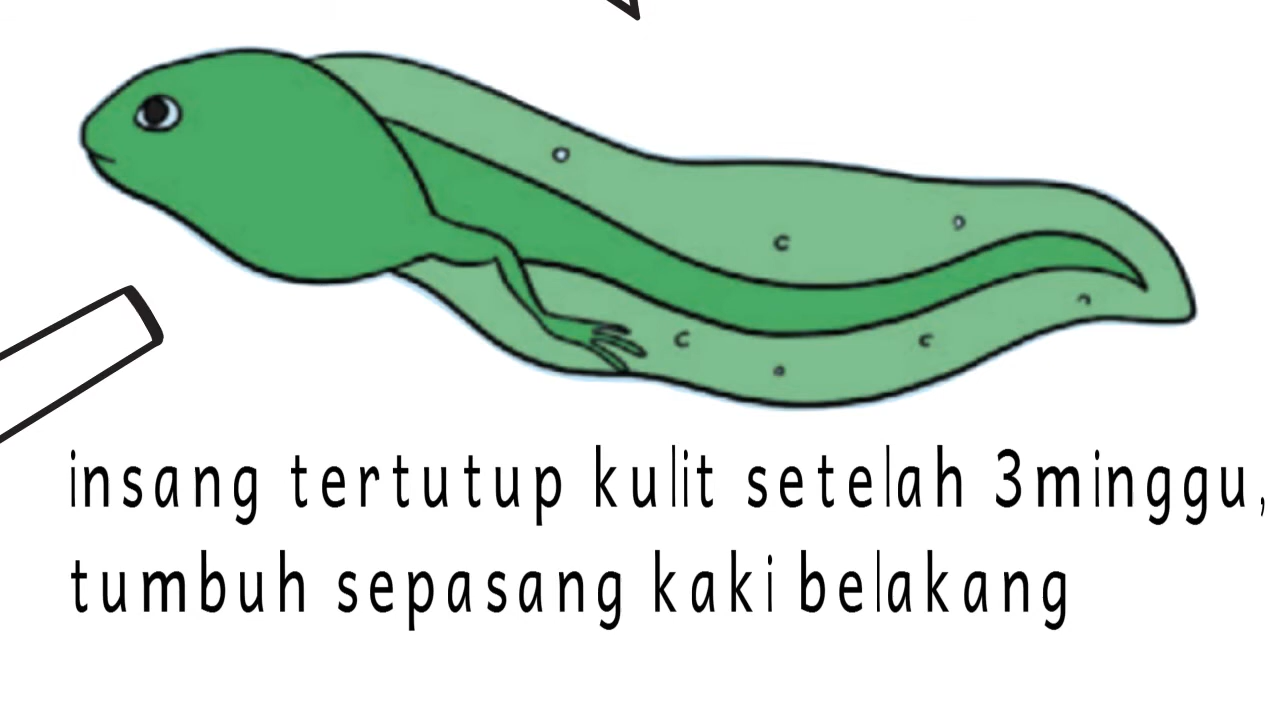 insang tertutup kulit setelah 3minggu,
tumbuh sepasang kaki belakang